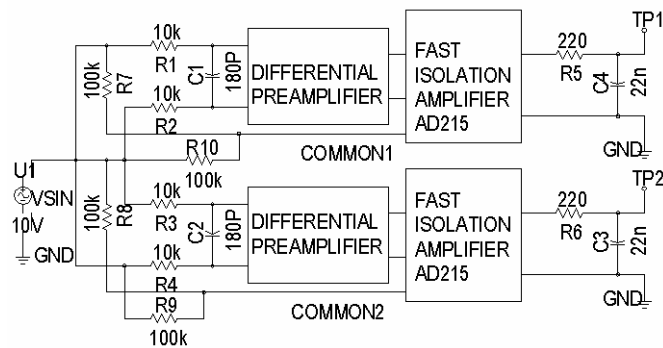 TP1
10k
R1
100k
R7
C1
180P
10k
R2
DIFFERENTIAL
PREAMPLIFIER
FAST
ISOLATION
AMPLIFIER
AD215
220
R5
C4
22n
GND
R10
100k
COMMON1
U1
VSIN
10V
GND
100k
R8
10k
R3
C2
180P
10k
R4
R9
100k
DIFFERENTIAL
PREAMPLIFIER
COMMON2
FAST
ISOLATION
AMPLIFIER
AD215
TP2
220
R6
C3
22n
GND